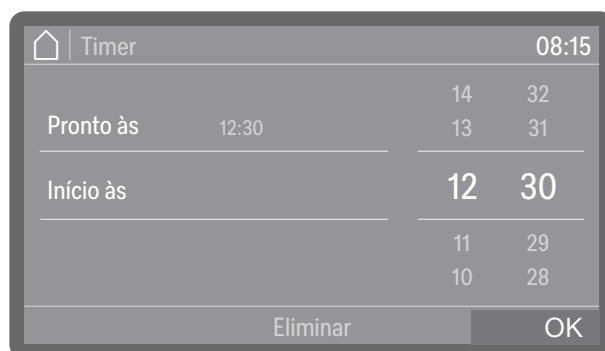 Timer 08:15
14 32
Pronto às 12:30 13 31
Início às 12 30
11 29
10 28
Eliminar OK